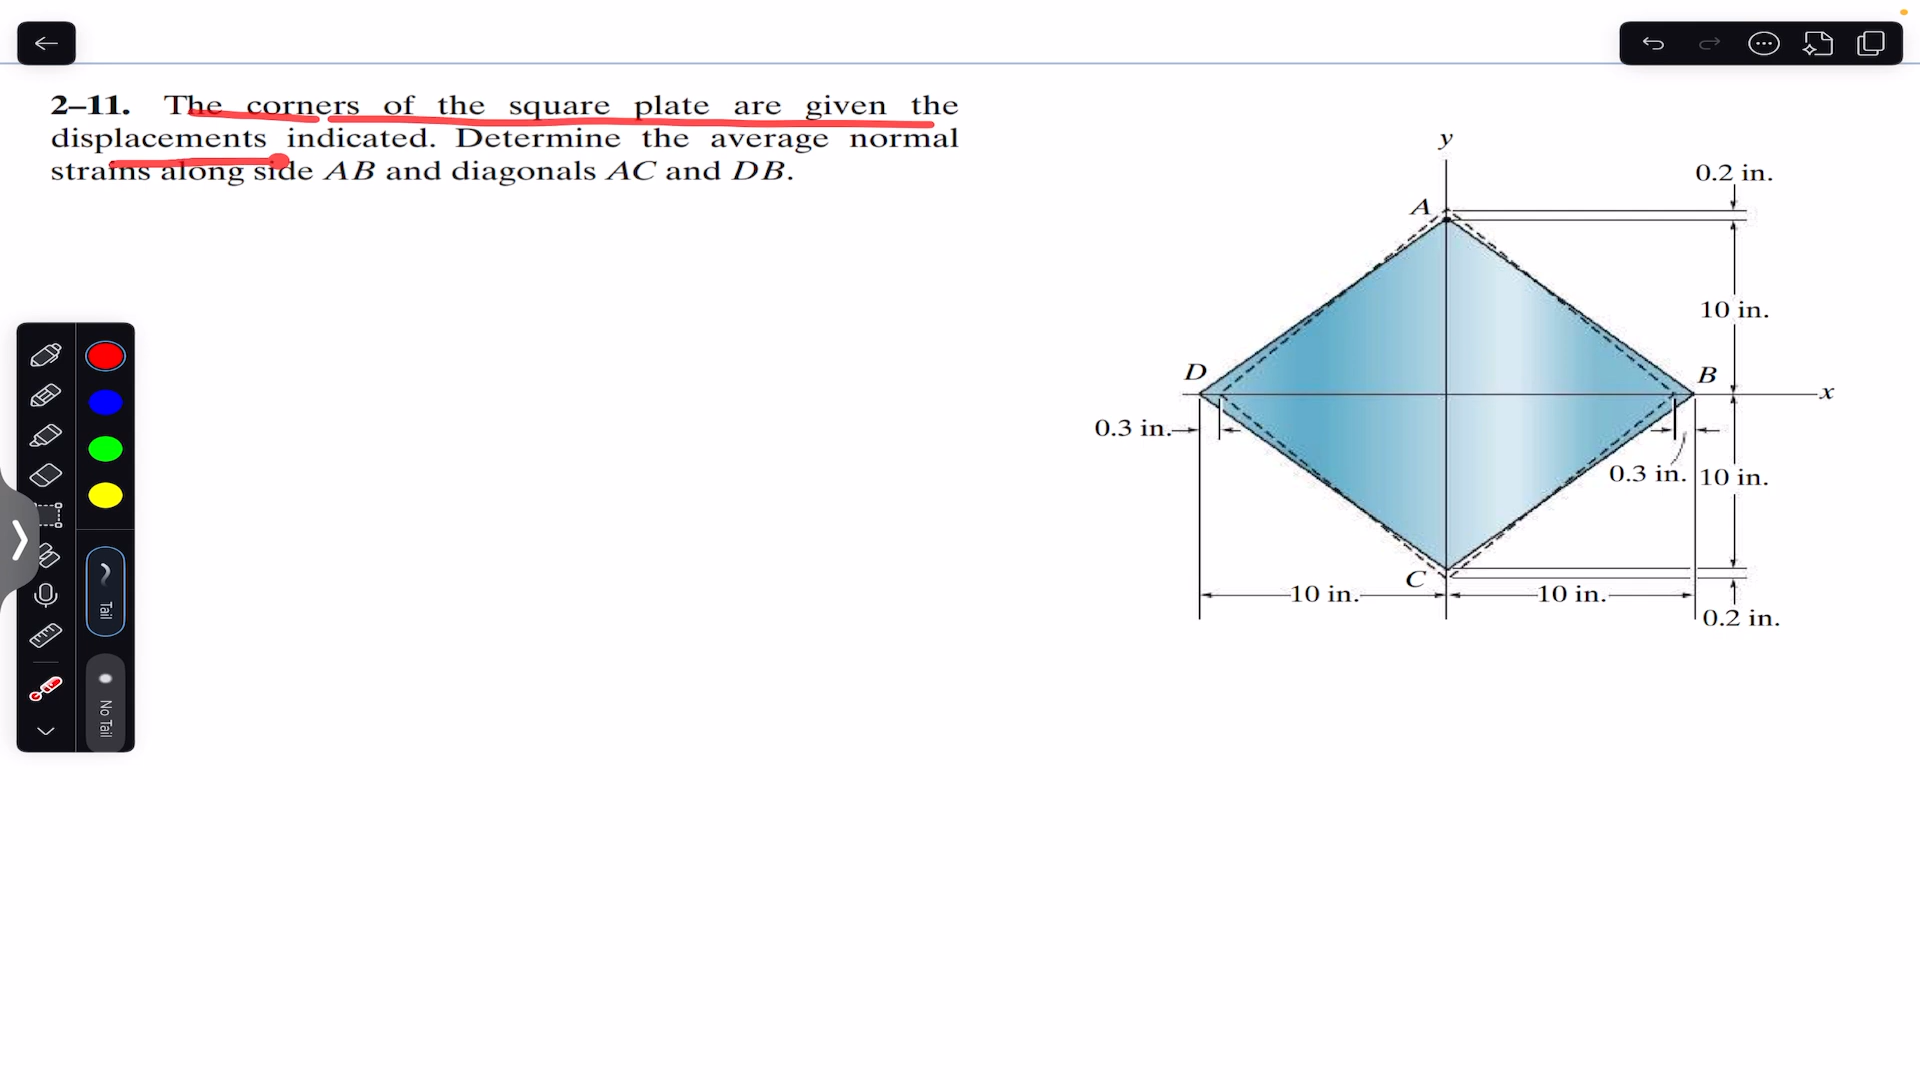 2–11. The corners of the square plate are given the
displacements indicated. Determine the average normal
strains along side AB and diagonals AC and DB.
y
0.2 in.
A
10 in.
D
B
x
0.3 in.
0.3 in.
10 in.
C
10 in.
10 in.
0.2 in.
Tail
No Tail